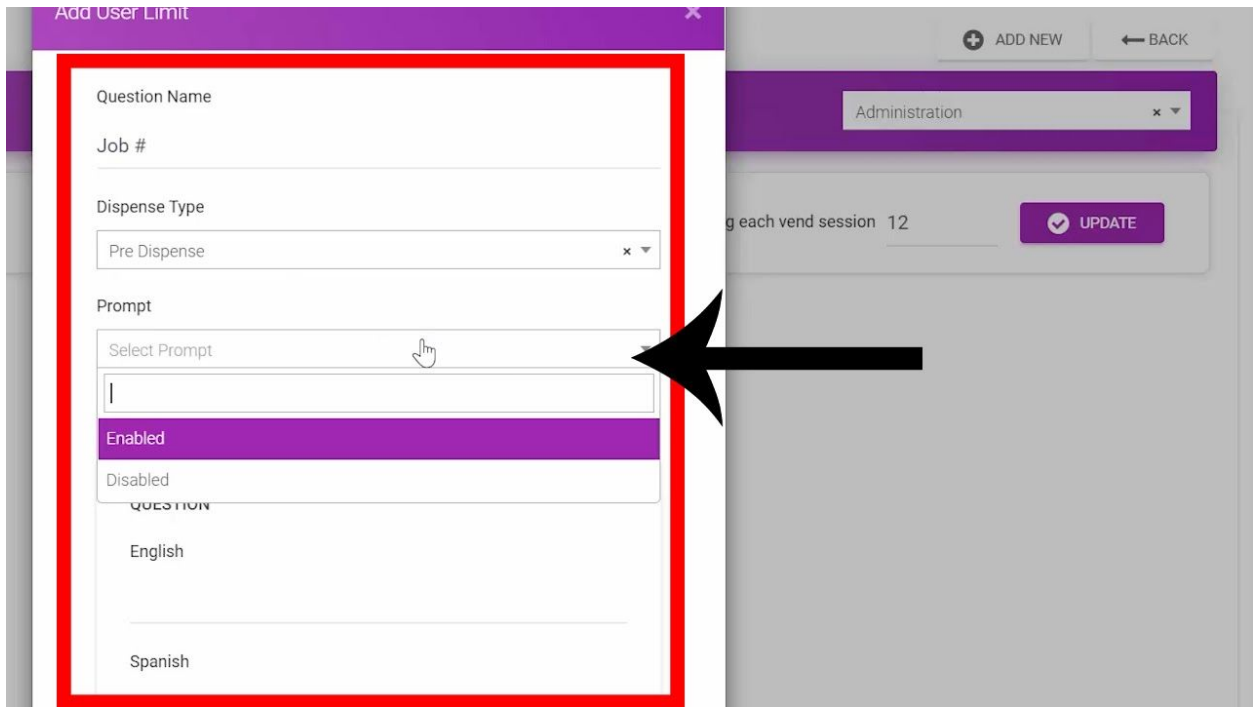 Add User Limit
×
ADD NEW
BACK
Question Name
Job #
Dispense Type
Pre Dispense
×
Prompt
Select Prompt
Enabled
Disabled
QUESTION
English
Spanish
Administration
×
g each vend session 12
UPDATE